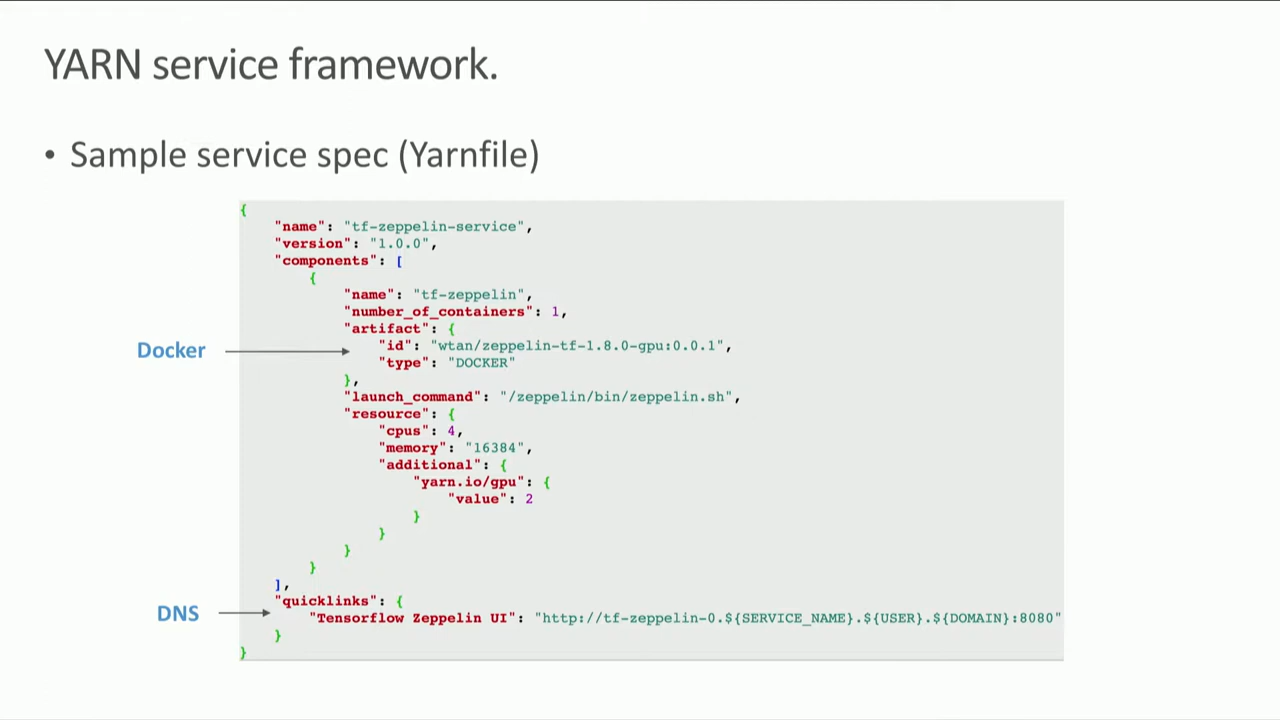 YARN service framework.
• Sample service spec (Yarnfile)
{
"name": "tf-zeppelin-service",
"version": "1.0.0",
"components": [
{
"name": "tf-zeppelin",
"number_of_containers": 1,
"artifact": {
Docker
"id": "wtan/zeppelin-tf-1.8.0-gpu:0.0.1",
"type": "DOCKER"
},
"launch_command": "/zeppelin/bin/zeppelin.sh",
"resource": {
"cpus": 4,
"memory": "16384",
"additional": {
"yarn.io/gpu": {
"value": 2
}
}
}
}
],
"quicklinks": {
DNS
"Tensorflow Zeppelin UI": "http://tf-zeppelin-0.${SERVICE_NAME}.${USER}.${DOMAIN}:8080"
}
}